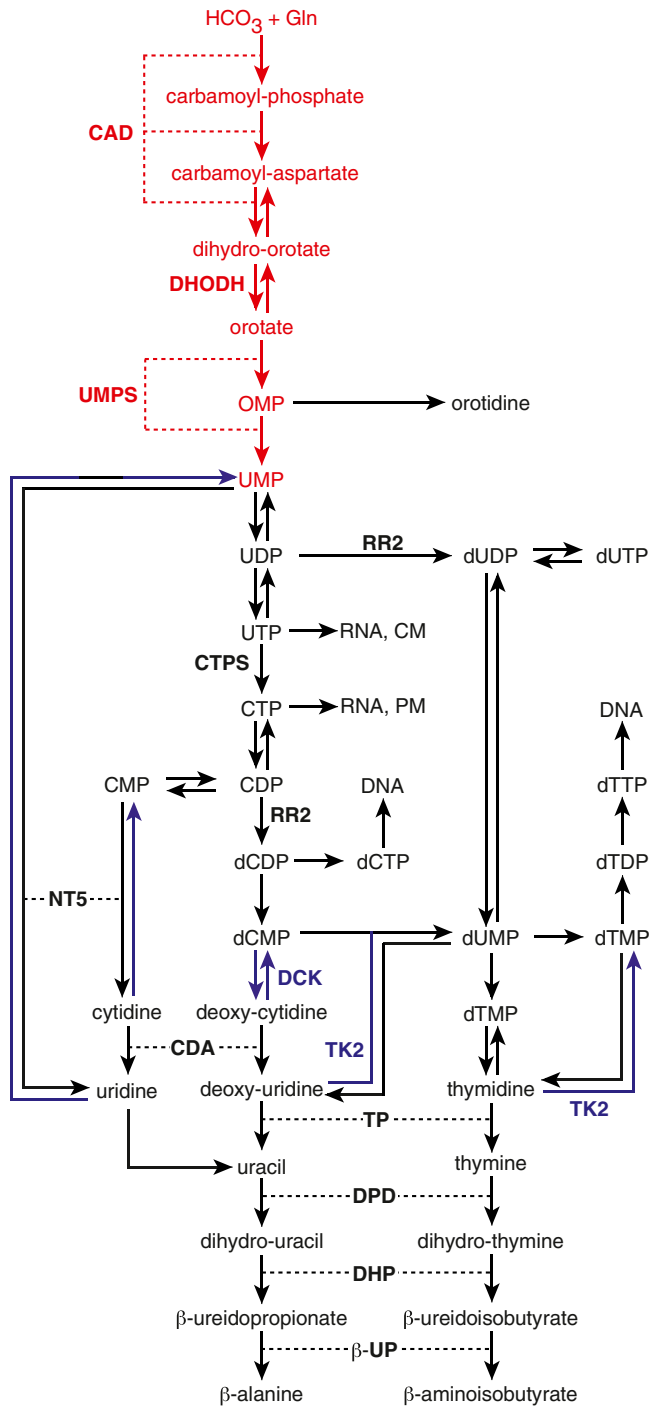 HCO3 + Gln
carbamoyl-phosphate
CAD
carbamoyl-aspartate
dihydro-orotate
DHODH
orotate
UMPS
OMP orotidine
UMP
UDP RR2 dUDP dUTP
UTP RNA, CM
CTPS
CTP RNA, PM DNA
CMP CDP DNA dTTP
RR2
dCDP dCTP dTDP
NT5
dCMP dUMP dTMP
DCK
cytidine deoxy-cytidine dTMP
CDA TK2
uridine deoxy-uridine thymidine
TK2
TP
uracil thymine
DPD
dihydro-uracil dihydro-thymine
DHP
β-ureidopropionate β-ureidoisobutyrate
β-UP
β-alanine β-aminoisobutyrate